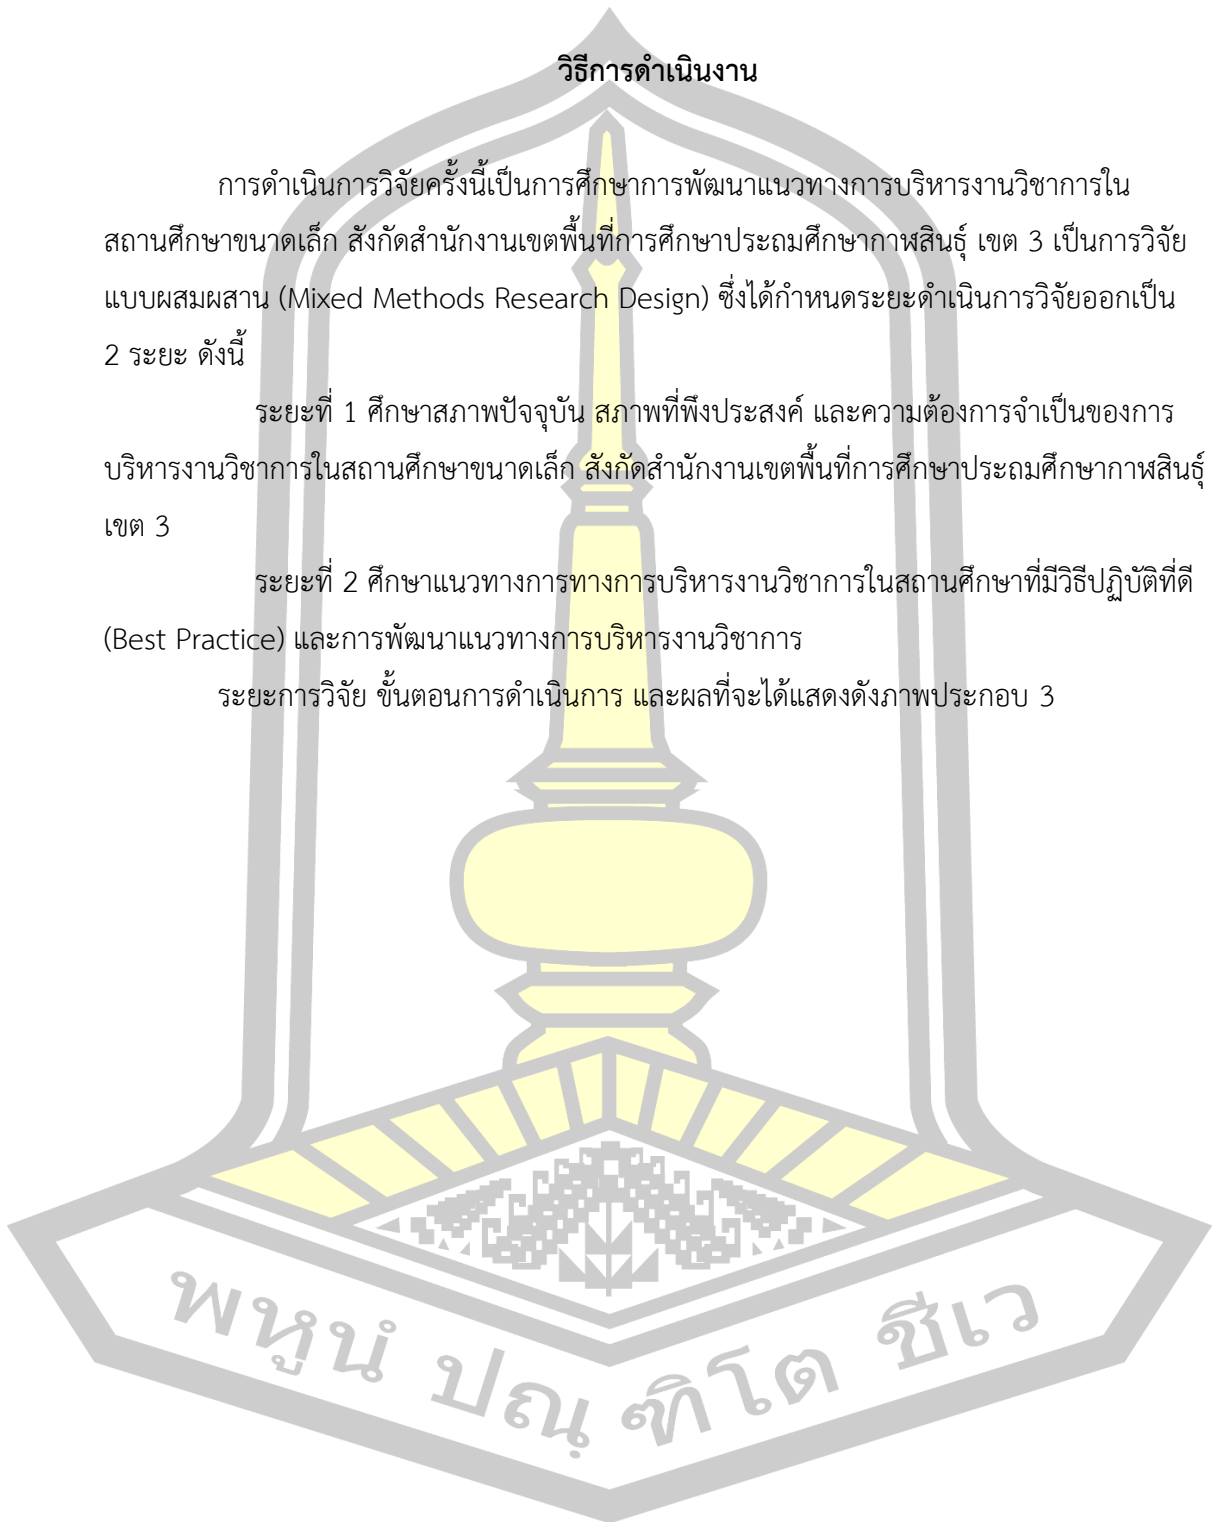 วิธีการดำเนินงาน
การดำเนินการวิจัยครั้งนี้เป็นการศึกษาการพัฒนาแนวทางการบริหารงานวิชาการใน
สถานศึกษาขนาดเล็ก สังกัดสำนักงานเขตพื้นที่การศึกษาประถมศึกษากาฬสินธุ์ เขต 3 เป็นการวิจัย
แบบผสมผสาน (Mixed Methods Research Design) ซึ่งได้กำหนดระยะดำเนินการวิจัยออกเป็น
2 ระยะ ดังนี้
ระยะที่ 1 ศึกษาสภาพปัจจุบัน สภาพที่พึงประสงค์ และความต้องการจำเป็นของการ
บริหารงานวิชาการในสถานศึกษาขนาดเล็ก สังกัดสำนักงานเขตพื้นที่การศึกษาประถมศึกษากาฬสินธุ์
เขต 3
ระยะที่ 2 ศึกษาแนวทางการทางการบริหารงานวิชาการในสถานศึกษาที่มีวิธีปฏิบัติที่ดี
(Best Practice) และการพัฒนาแนวทางการบริหารงานวิชาการ
ระยะการวิจัย ขั้นตอนการดำเนินการ และผลที่จะได้แสดงดังภาพประกอบ 3
พหูนํ ปณฺฑิโต ชีเว